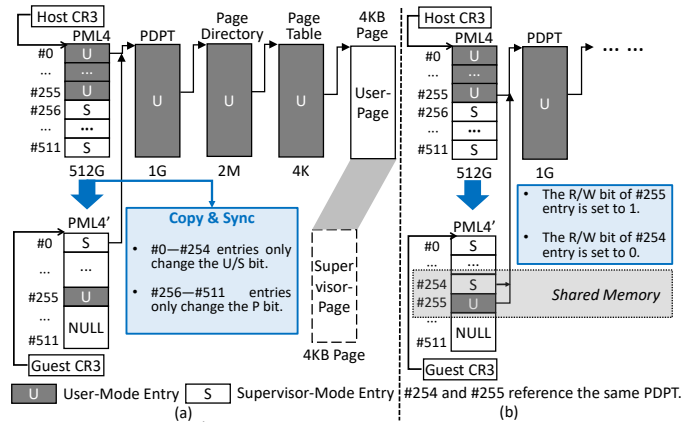 Host CR3
PML4
PDPT
Page
Directory
Page
Table
4KB
Page
#0
U
...
#255
U
#256
S
...
...
#511
S
U
U
U
User-
Page
512G
1G
2M
4K
PML4’
#0
S
...
...
#255
U
...
#511
NULL
Guest CR3
Copy & Sync
• #0—#254 entries only
change the U/S bit.
• #256—#511 entries
only change the P bit.
Super
visor-
Page
4KB Page
U User-Mode Entry S Supervisor-Mode Entry
(a)
Host CR3
PML4
PDPT
#0
U
...
...
#255
U
#256
S
...
...
#511
S
U
... ...
512G
1G
• The R/W bit of #255
entry is set to 1.
• The R/W bit of #254
entry is set to 0.
PML4’
#0
S
...
...
#254
S
#255
U
...
#511
NULL
Shared Memory
Guest CR3
#254 and #255 reference the same PDPT.
(b)